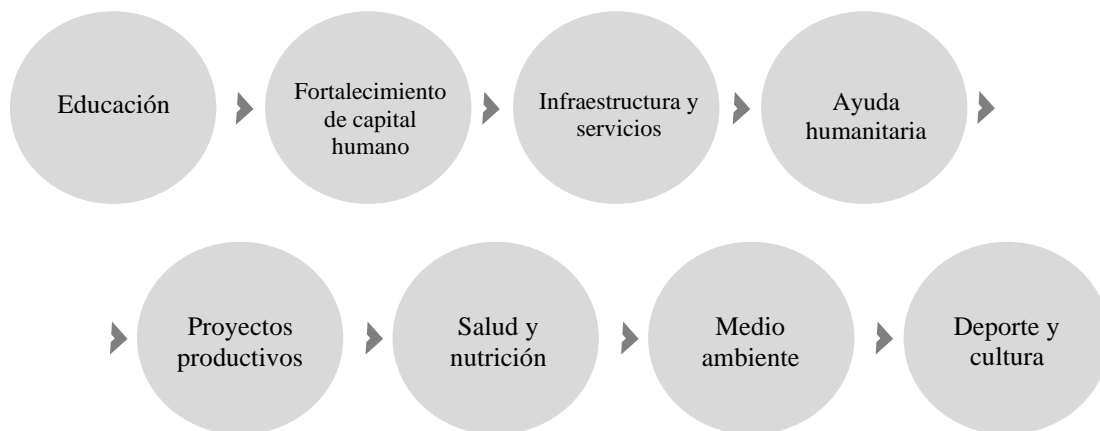 Educación
Fortalecimiento
de capital
humano
Infraestructura y
servicios
Ayuda
humanitaria
Proyectos
productivos
Salud y
nutrición
Medio
ambiente
Deporte y
cultura